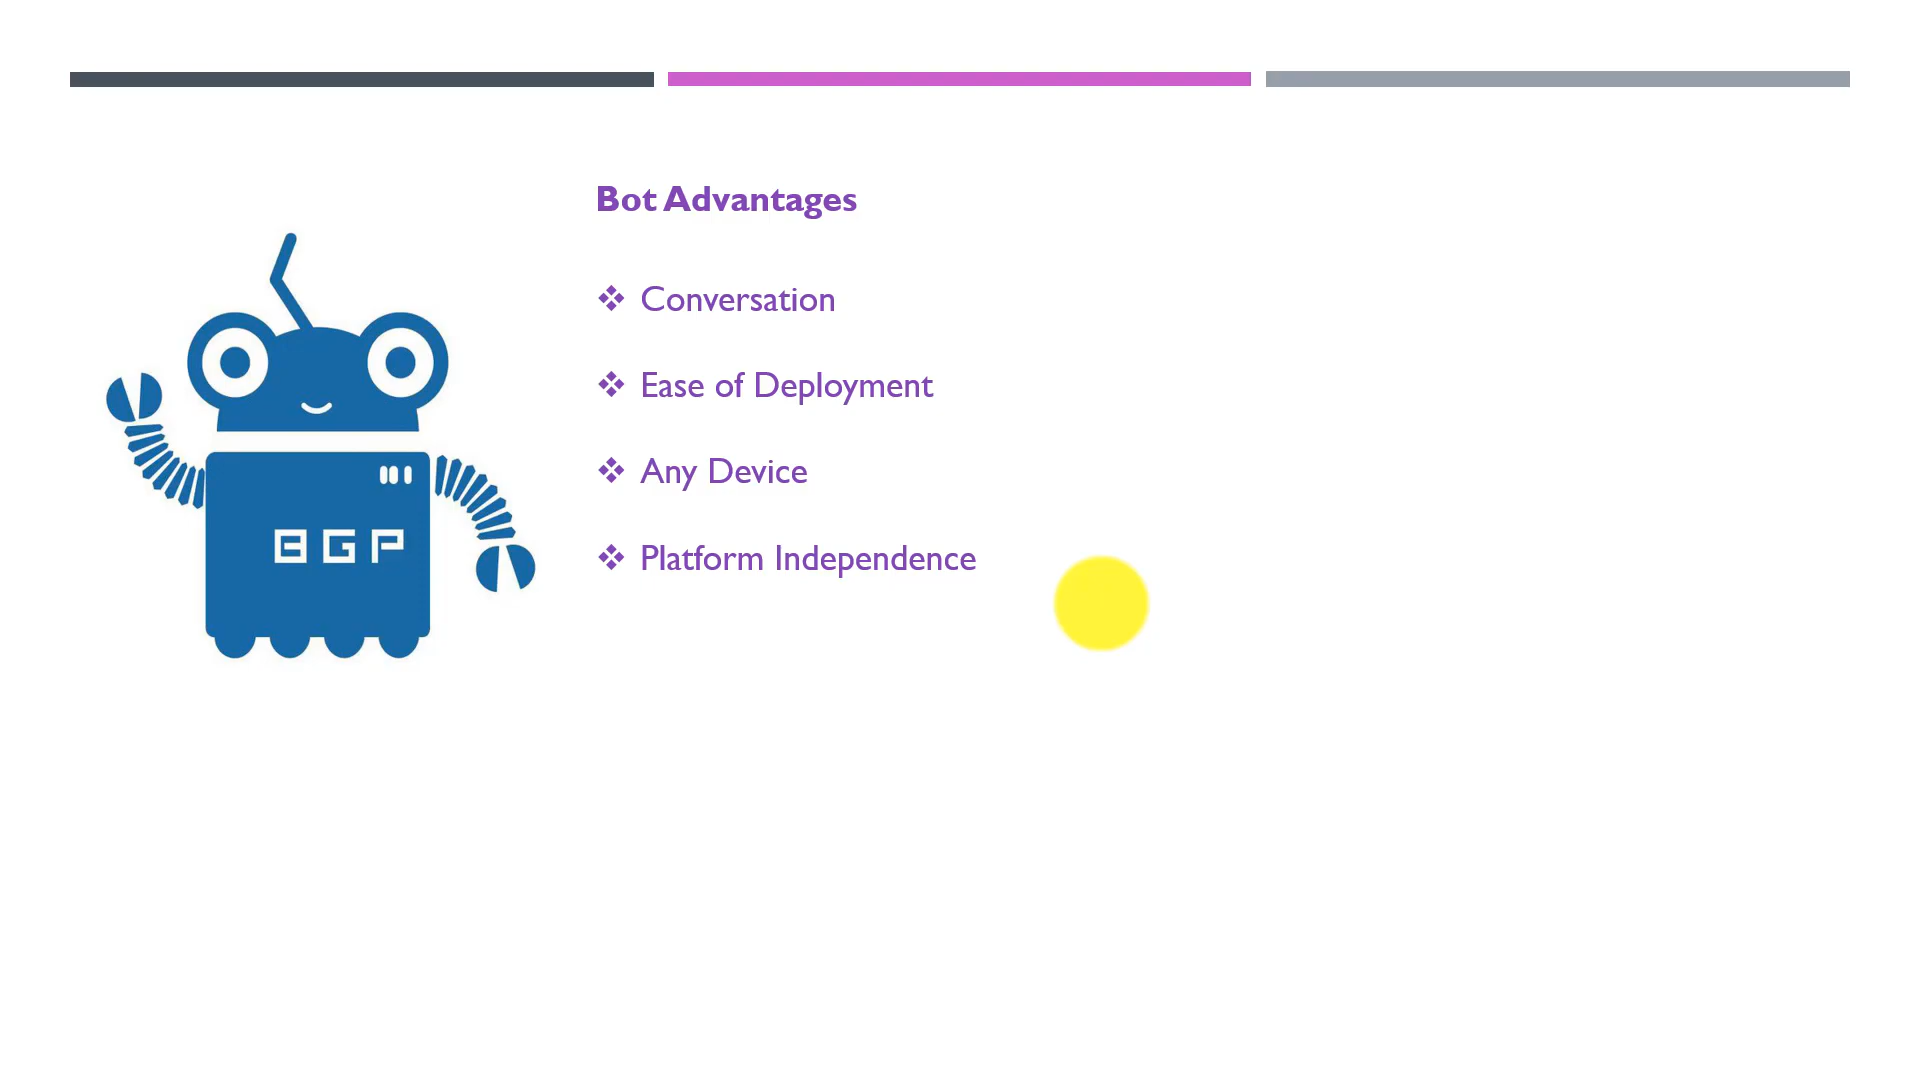 Bot Advantages
Conversation
Ease of Deployment
Any Device
Platform Independence
BGP